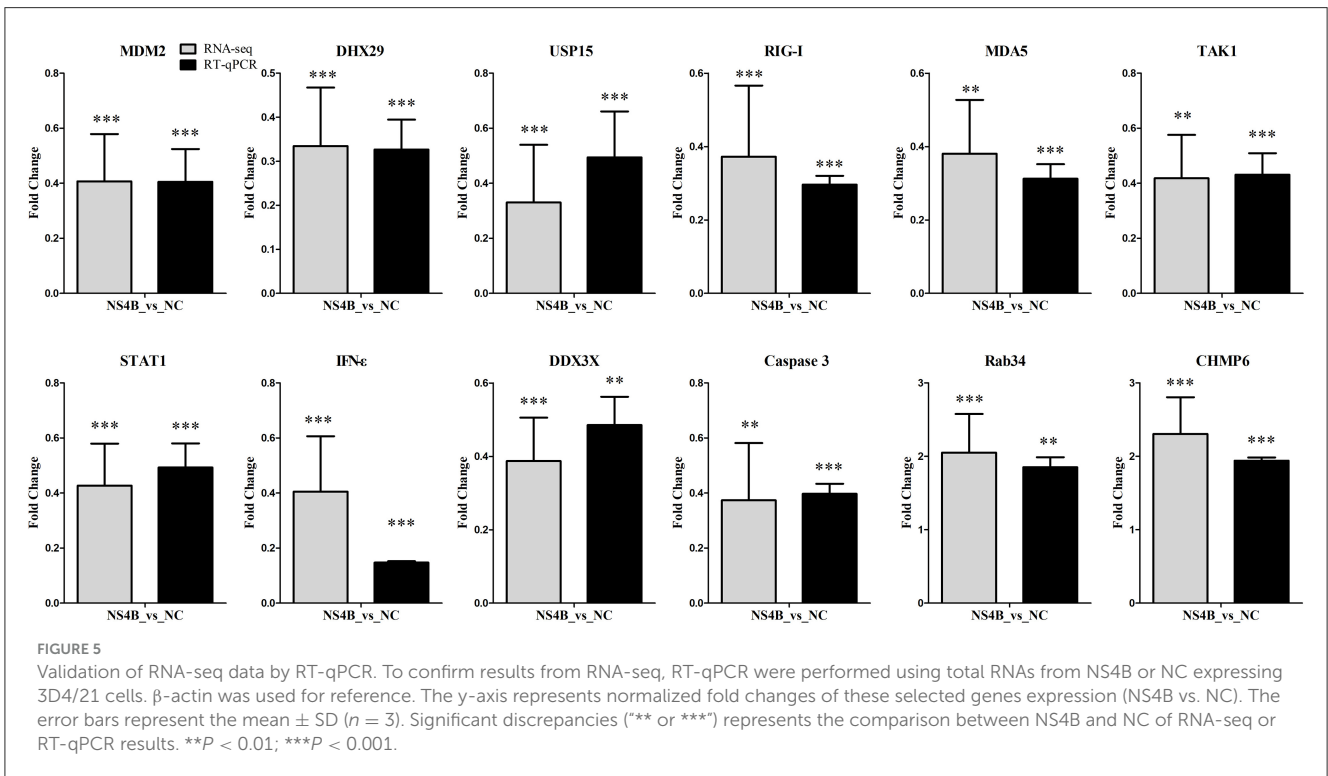 MDM2
RNA-seq
RT-qPCR
DHX29
USP15
RIG-I
MDA5
TAK1
0.8
0.6
0.4
0.2
0.0
Fold Change
***
***
NS4B_vs_NC
0.5
0.4
0.3
0.2
0.1
0.0
Fold Change
***
***
NS4B_vs_NC
0.8
0.6
0.4
0.2
0.0
Fold Change
***
***
NS4B_vs_NC
0.6
0.4
0.2
0.0
Fold Change
***
***
NS4B_vs_NC
0.6
0.4
0.2
0.0
Fold Change
**
***
NS4B_vs_NC
0.8
0.6
0.4
0.2
0.0
Fold Change
**
***
NS4B_vs_NC
STAT1
IFN-ε
DDX3X
Caspase 3
Rab34
CHMP6
0.8
0.6
0.4
0.2
0.0
Fold Change
***
***
NS4B_vs_NC
0.8
0.6
0.4
0.2
0.0
Fold Change
***
***
NS4B_vs_NC
0.6
0.4
0.2
0.0
Fold Change
***
**
NS4B_vs_NC
0.8
0.6
0.4
0.2
0.0
Fold Change
**
***
NS4B_vs_NC
3
2
1
0
Fold Change
***
**
NS4B_vs_NC
3
2
1
0
Fold Change
***
***
NS4B_vs_NC
FIGURE 5
Validation of RNA-seq data by RT-qPCR. To confirm results from RNA-seq, RT-qPCR were performed using total RNAs from NS4B or NC expressing
3D4/21 cells. β-actin was used for reference. The y-axis represents normalized fold changes of these selected genes expression (NS4B vs. NC). The
error bars represent the mean ± SD (n = 3). Significant discrepancies ("** or ***") represents the comparison between NS4B and NC of RNA-seq or
RT-qPCR results. **P < 0.01; ***P < 0.001.